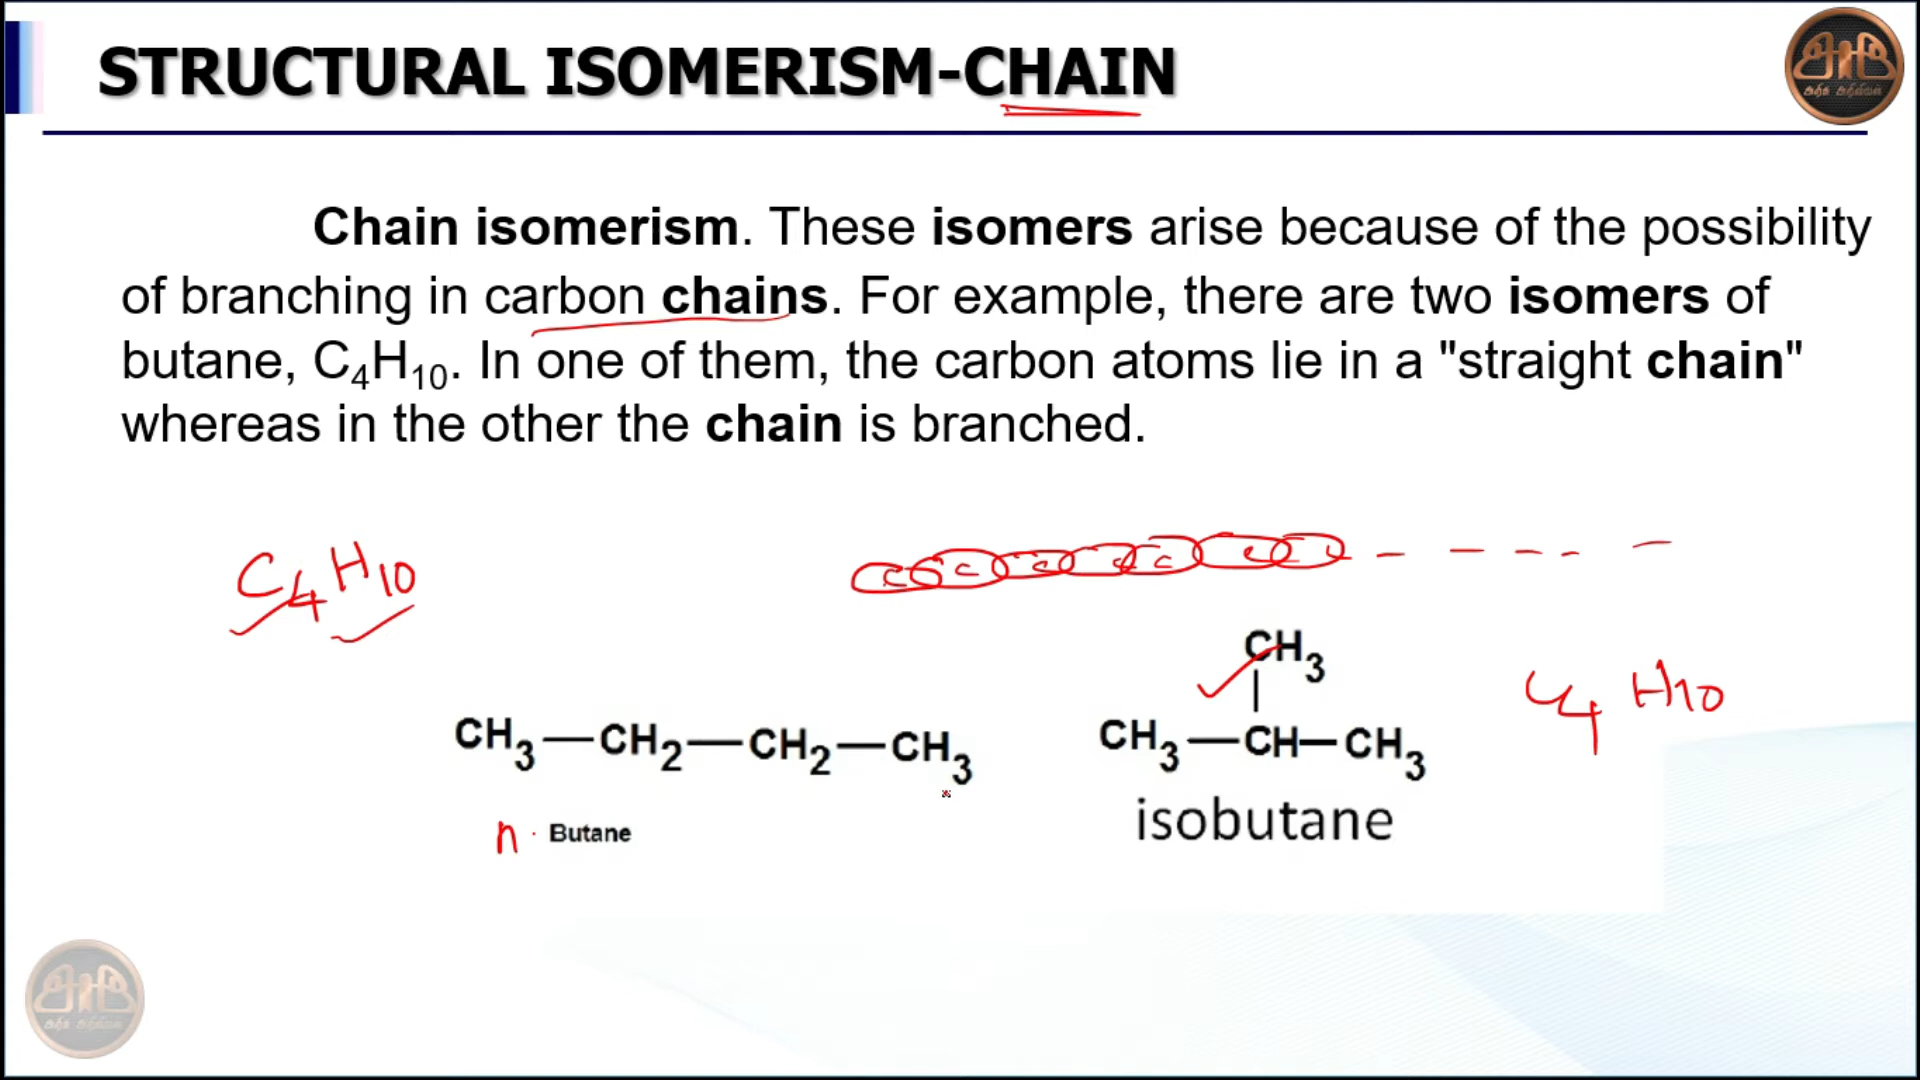 STRUCTURAL ISOMERISM-CHAIN
Chain isomerism. These isomers arise because of the possibility
of branching in carbon chains. For example, there are two isomers of
butane, C₄H₁₀. In one of them, the carbon atoms lie in a "straight chain"
whereas in the other the chain is branched.
C₄H₁₀
c c c c c c c
CH₃
C₄ H₁₀
CH₃—CH₂—CH₂—CH₃
CH₃—CH—CH₃
n · Butane
isobutane